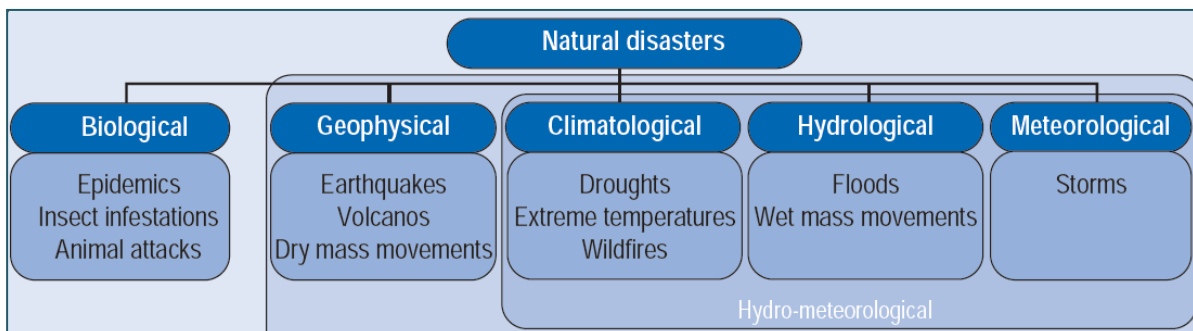 Natural disasters
Biological
Epidemics
Insect infestations
Animal attacks
Geophysical
Earthquakes
Volcanos
Dry mass movements
Climatological
Droughts
Extreme temperatures
Wildfires
Hydrological
Floods
Wet mass movements
Meteorological
Storms
Hydro-meteorological